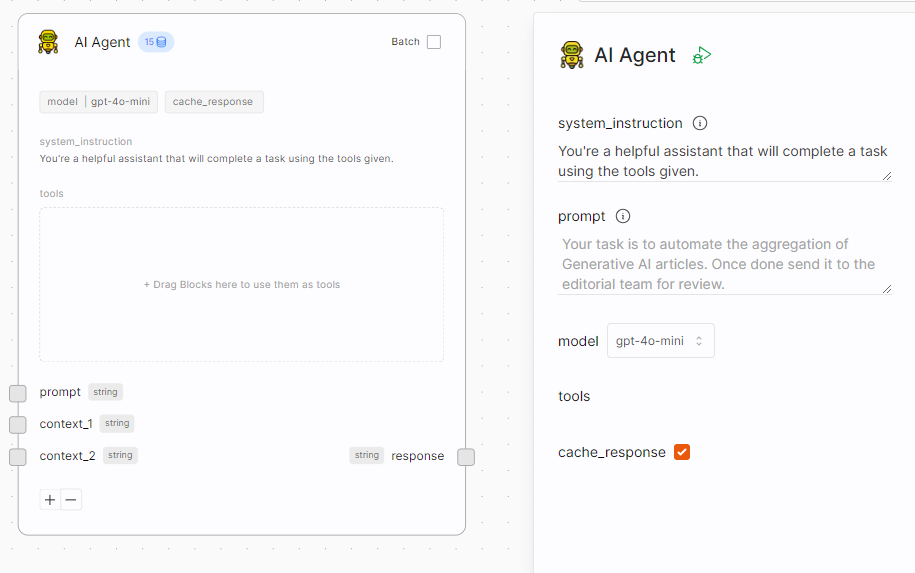 AI Agent 15 Batch
model gpt-4o-mini cache_response
system_instruction
You're a helpful assistant that will complete a task using the tools given.
tools
+ Drag Blocks here to use them as tools
prompt string
context_1 string
context_2 string string response
+ −
AI Agent
system_instruction
You're a helpful assistant that will complete a task
using the tools given.
prompt
Your task is to automate the aggregation of
Generative AI articles. Once done send it to the
editorial team for review.
model gpt-4o-mini
tools
cache_response